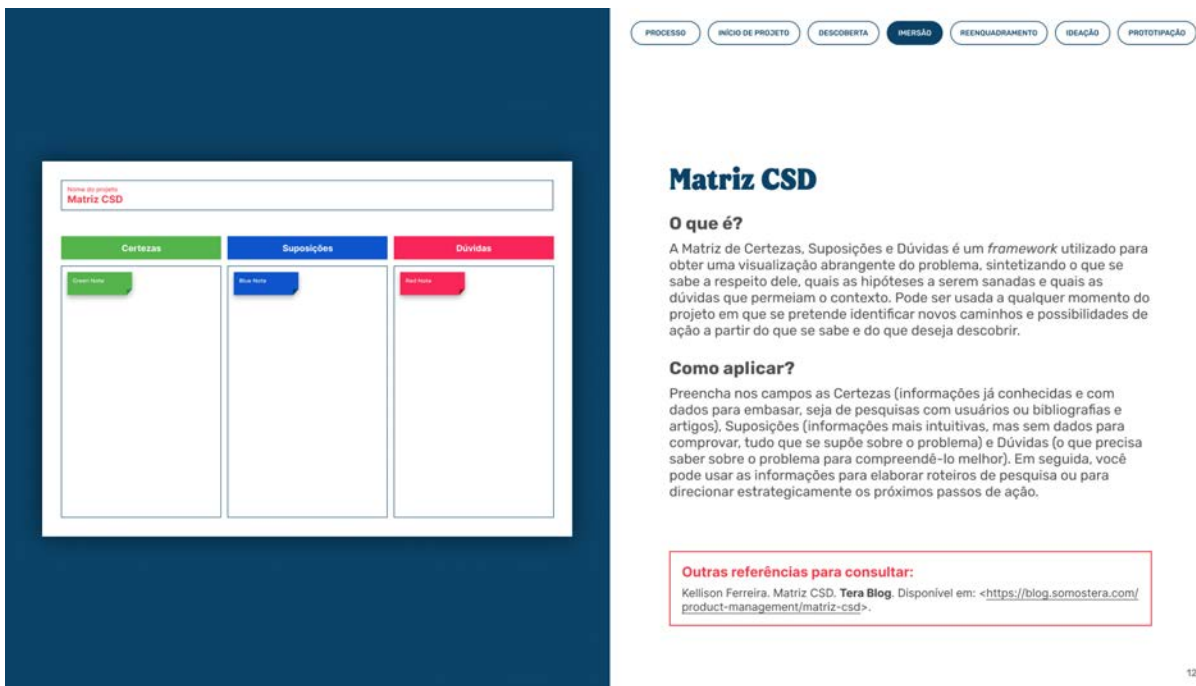 Nome do projeto
Matriz CSD
Certezas
Suposições
Dúvidas
Green Note
Blue Note
Red Note
PROCESSO
INÍCIO DE PROJETO
DESCOBERTA
IMERSÃO
REENQUADRAMENTO
IDEAÇÃO
PROTOTIPAÇÃO
Matriz CSD
O que é?
A Matriz de Certezas, Suposições e Dúvidas é um framework utilizado para
obter uma visualização abrangente do problema, sintetizando o que se
sabe a respeito dele, quais as hipóteses a serem sanadas e quais as
dúvidas que permeiam o contexto. Pode ser usada a qualquer momento do
projeto em que se pretende identificar novos caminhos e possibilidades de
ação a partir do que se sabe e do que deseja descobrir.
Como aplicar?
Preencha nos campos as Certezas (informações já conhecidas e com
dados para embasar, seja de pesquisas com usuários ou bibliografias e
artigos), Suposições (informações mais intuitivas, mas sem dados para
comprovar, tudo que se supõe sobre o problema) e Dúvidas (o que precisa
saber sobre o problema para compreendê-lo melhor). Em seguida, você
pode usar as informações para elaborar roteiros de pesquisa ou para
direcionar estrategicamente os próximos passos de ação.
Outras referências para consultar:
Kellison Ferreira. Matriz CSD. Tera Blog. Disponível em: <https://blog.somostera.com/
product-management/matriz-csd>.
12